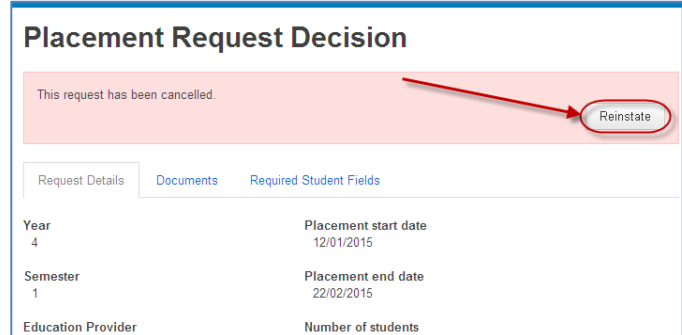 Placement Request Decision
This request has been cancelled.
Reinstate
Request Details Documents Required Student Fields
Year Placement start date
4 12/01/2015
Semester Placement end date
1 22/02/2015
Education Provider Number of students